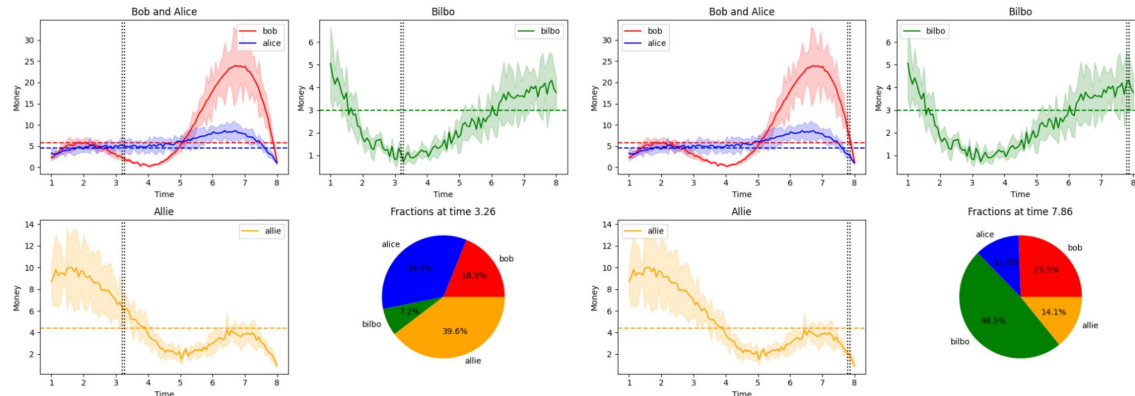 Bob and Alice
bob
alice
Money
30
25
20
15
10
5
0
1 2 3 4 5 6 7 8
Time
Bilbo
bilbo
Money
6
5
4
3
2
1
1 2 3 4 5 6 7 8
Time
Bob and Alice
bob
alice
Money
30
25
20
15
10
5
0
1 2 3 4 5 6 7 8
Time
Bilbo
bilbo
Money
6
5
4
3
2
1
1 2 3 4 5 6 7 8
Time
Allie
allie
Money
14
12
10
8
6
4
2
1 2 3 4 5 6 7 8
Time
Fractions at time 3.26
alice
bob
18.9%
7.2%
bilbo
39.6%
allie
Allie
allie
Money
14
12
10
8
6
4
2
1 2 3 4 5 6 7 8
Time
Fractions at time 7.86
alice
bob
25.5%
48.5%
14.1%
bilbo
allie